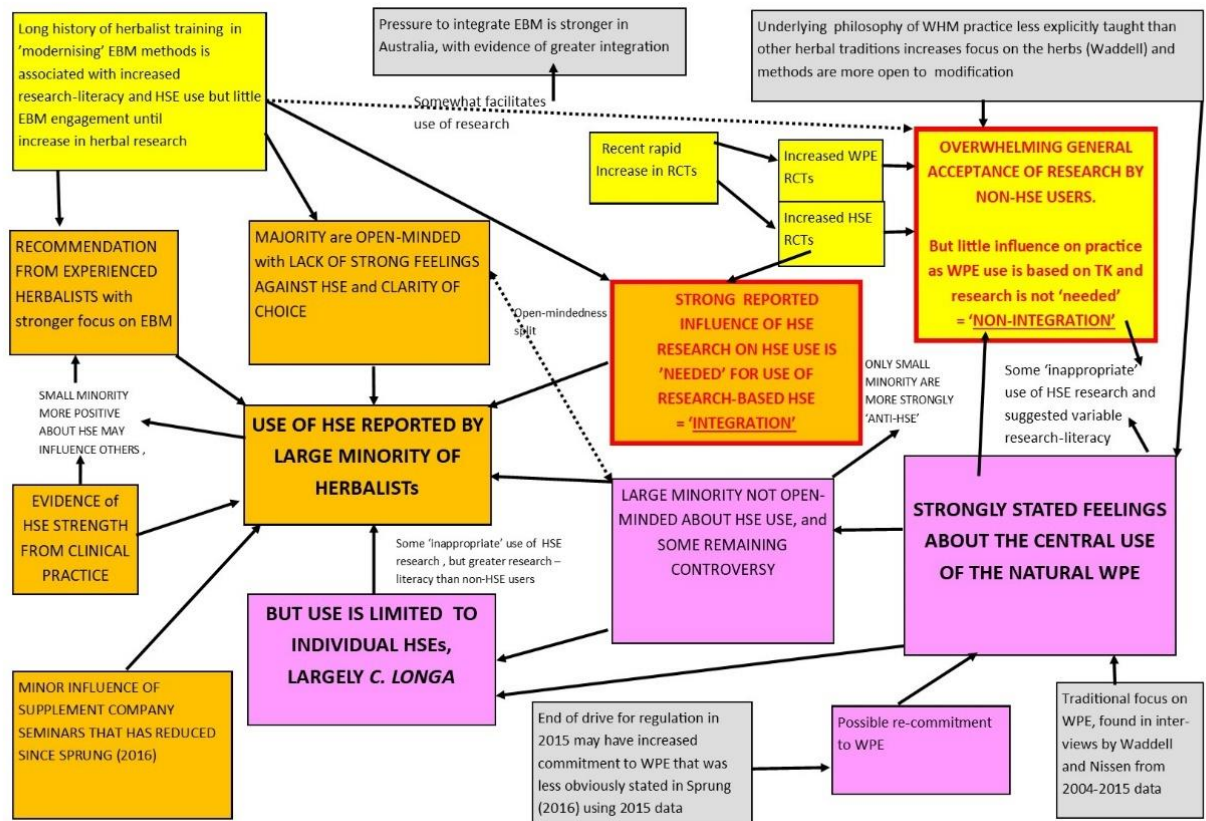 Long history of herbalist training in
’modernising’ EBM methods is
associated with increased
research-literacy and HSE use but little
EBM engagement until
increase in herbal research
Pressure to integrate EBM is stronger in
Australia, with evidence of greater integration
Underlying philosophy of WHM practice less explicitly taught than
other herbal traditions increases focus on the herbs (Waddell) and
methods are more open to modification
Somewhat facilitates
use of research
Recent rapid
Increase in RCTs
Increased WPE
RCTs
Increased HSE
RCTs
OVERWHELMING GENERAL
ACCEPTANCE OF RESEARCH BY
NON-HSE USERS.
But little influence on practice
as WPE use is based on TK and
research is not ‘needed’
= ‘NON-INTEGRATION’
RECOMMENDATION
FROM EXPERIENCED
HERBALISTS with
stronger focus on EBM
MAJORITY are OPEN-MINDED
with LACK OF STRONG FEELINGS
AGAINST HSE and CLARITY OF
CHOICE
Open-mindedness
split
STRONG REPORTED
INFLUENCE OF HSE
RESEARCH ON HSE USE IS
’NEEDED’ FOR USE OF
RESEARCH-BASED HSE
= ‘INTEGRATION’
ONLY SMALL
MINORITY ARE
MORE STRONGLY
‘ANTI-HSE’
Some ‘inappropriate’
use of HSE research and
suggested variable
research-literacy
SMALL MINORITY
MORE POSITIVE
ABOUT HSE MAY
INFLUENCE OTHERS ,
USE OF HSE REPORTED BY
LARGE MINORITY OF
HERBALISTs
EVIDENCE of
HSE STRENGTH
FROM CLINICAL
PRACTICE
LARGE MINORITY NOT OPEN-
MINDED ABOUT HSE USE, and
SOME REMAINING
CONTROVERSY
STRONGLY STATED FEELINGS
ABOUT THE CENTRAL USE
OF THE NATURAL WPE
Some ‘inappropriate’ use of HSE
research , but greater research –
literacy than non-HSE users
BUT USE IS LIMITED TO
INDIVIDUAL HSEs,
LARGELY C. LONGA
MINOR INFLUENCE OF
SUPPLEMENT COMPANY
SEMINARS THAT HAS REDUCED
SINCE SPRUNG (2016)
End of drive for regulation in
2015 may have increased
commitment to WPE that was
less obviously stated in Sprung
(2016) using 2015 data
Possible re-commitment
to WPE
Traditional focus on
WPE, found in inter-
views by Waddell
and Nissen from
2004-2015 data